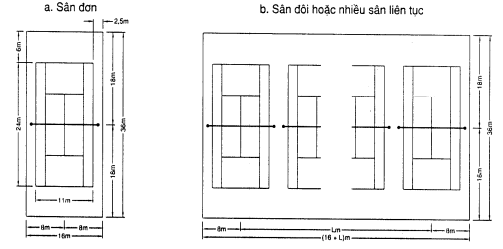 a. Sân đơn
b. Sân đôi hoặc nhiều sân liên tục
2,5m
6m
24m
18m
36m
18m
11m
8m
8m
16m
18m
36m
16m
8m
Lm
8m
(16 + L)m